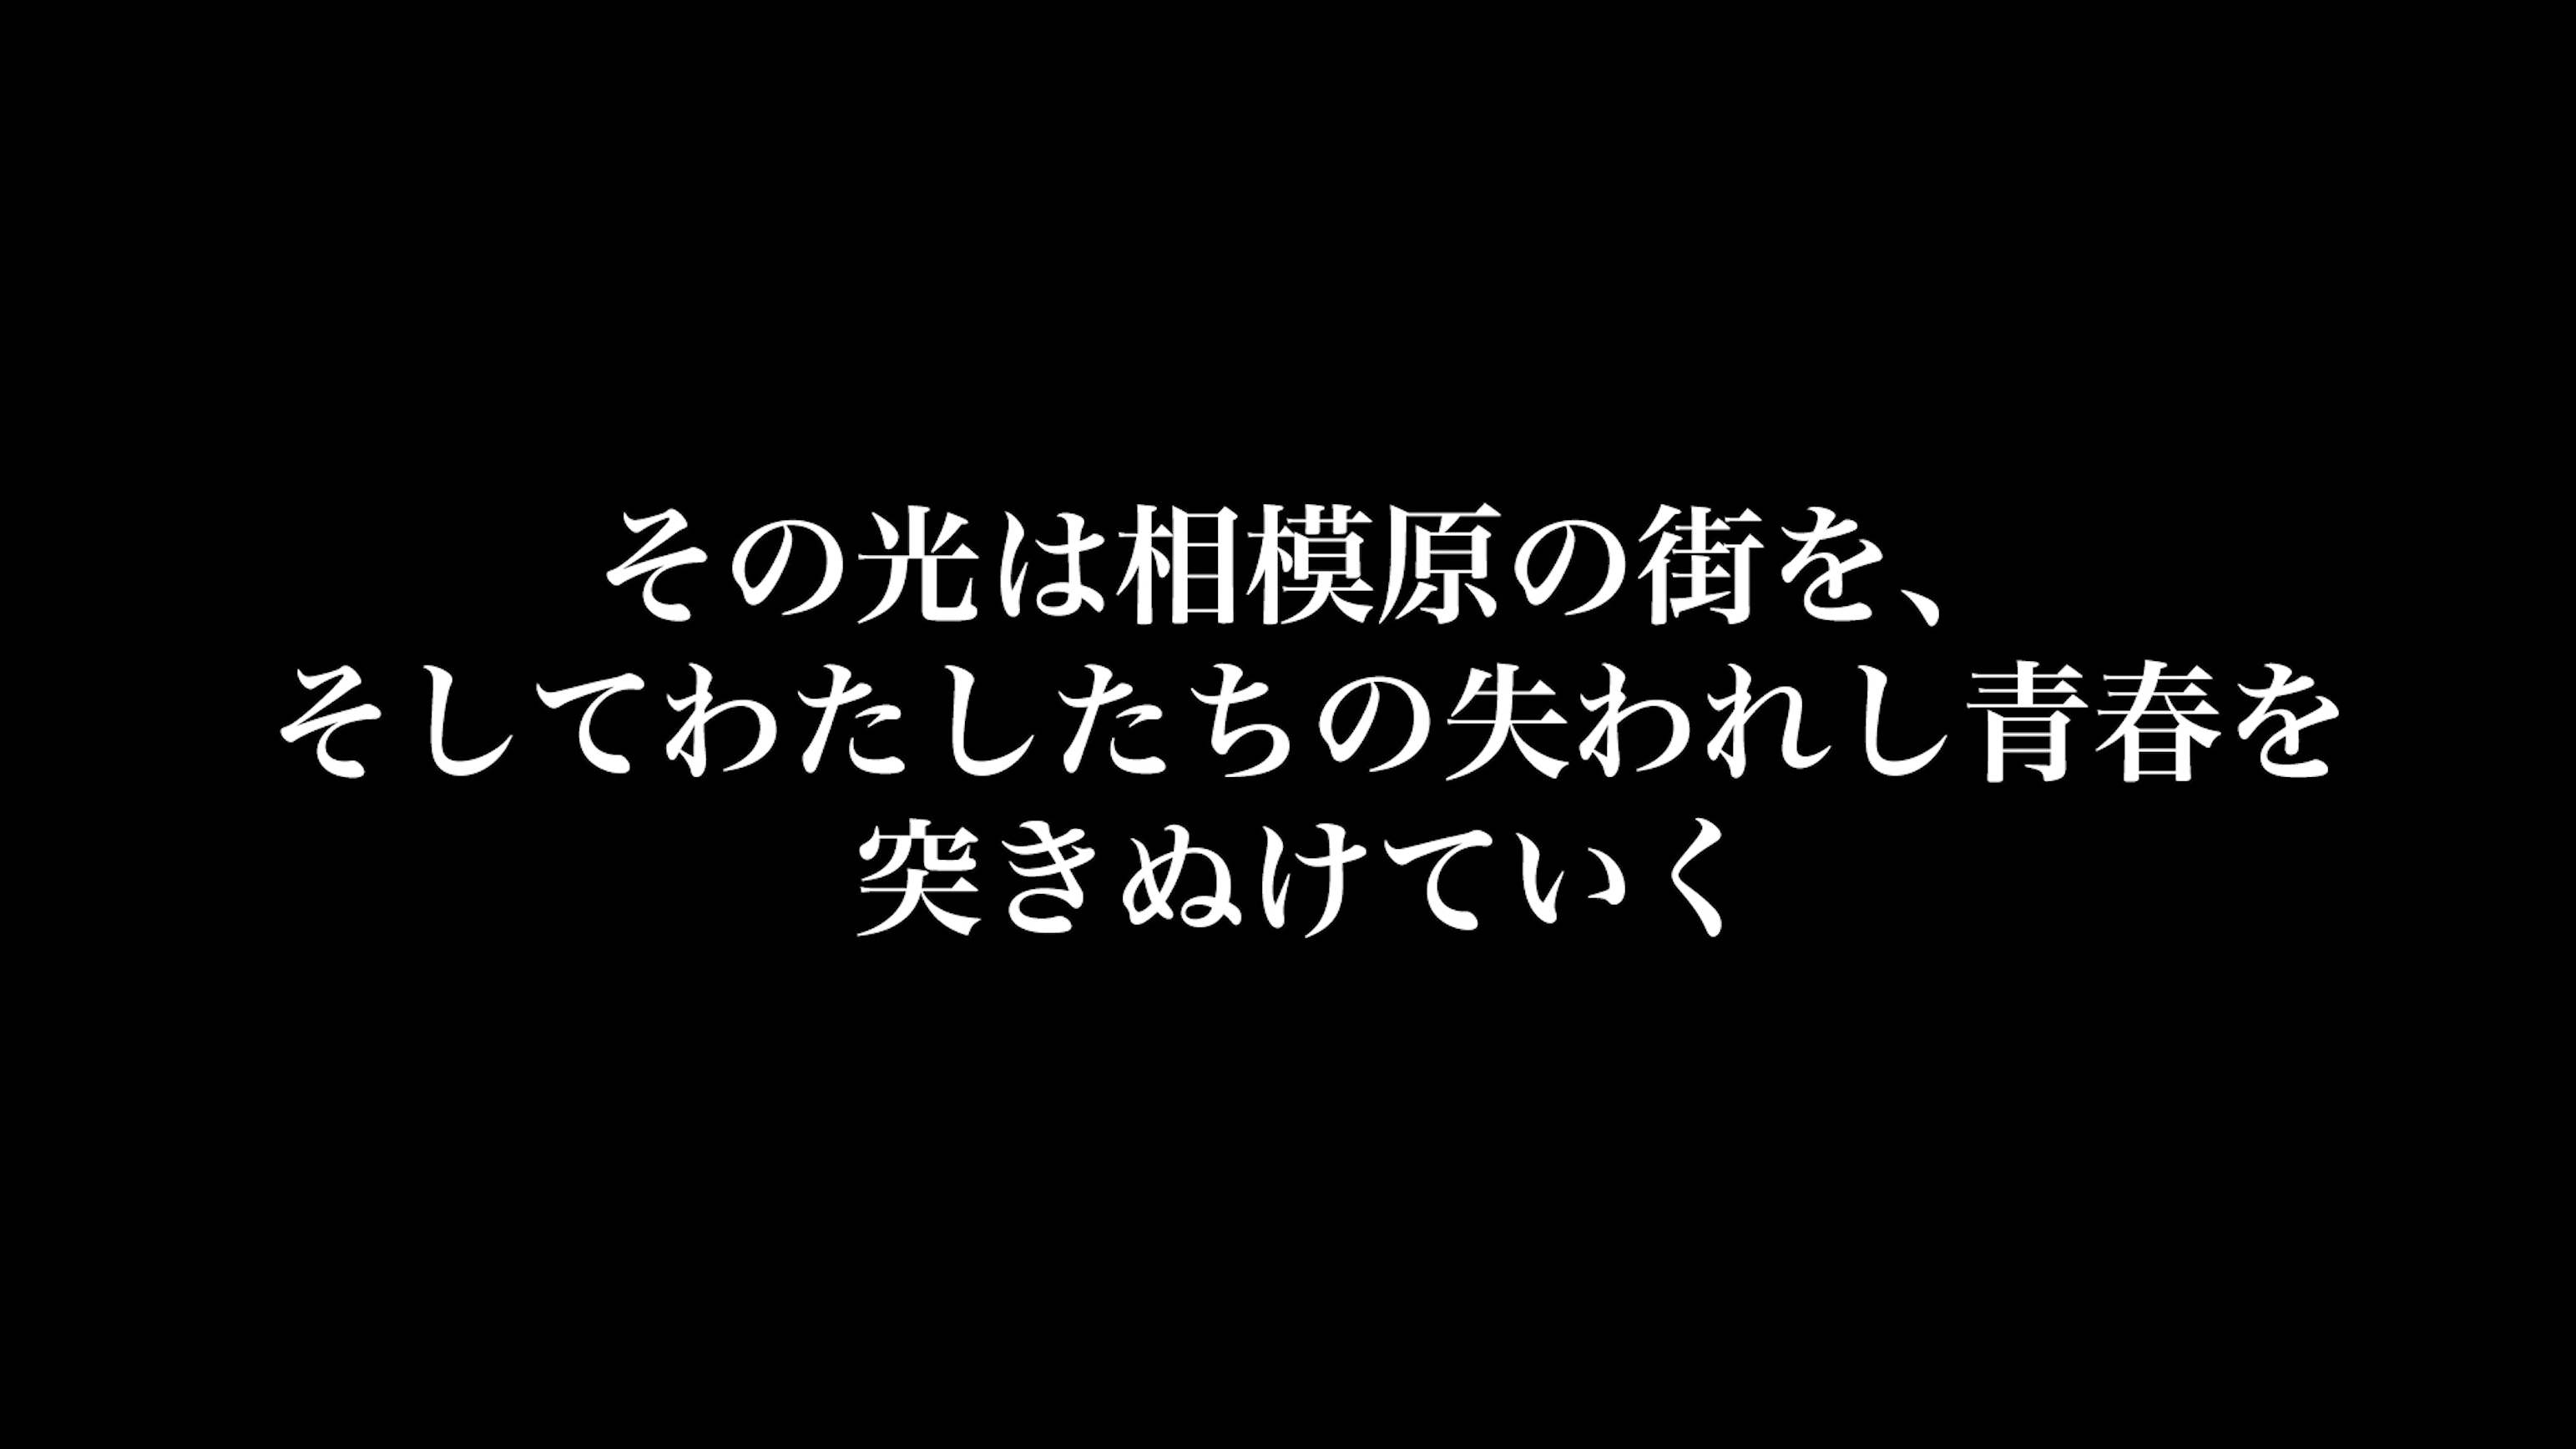 その光は相模原の街を、
そしてわたしたちの失われし青春を
突きぬけていく